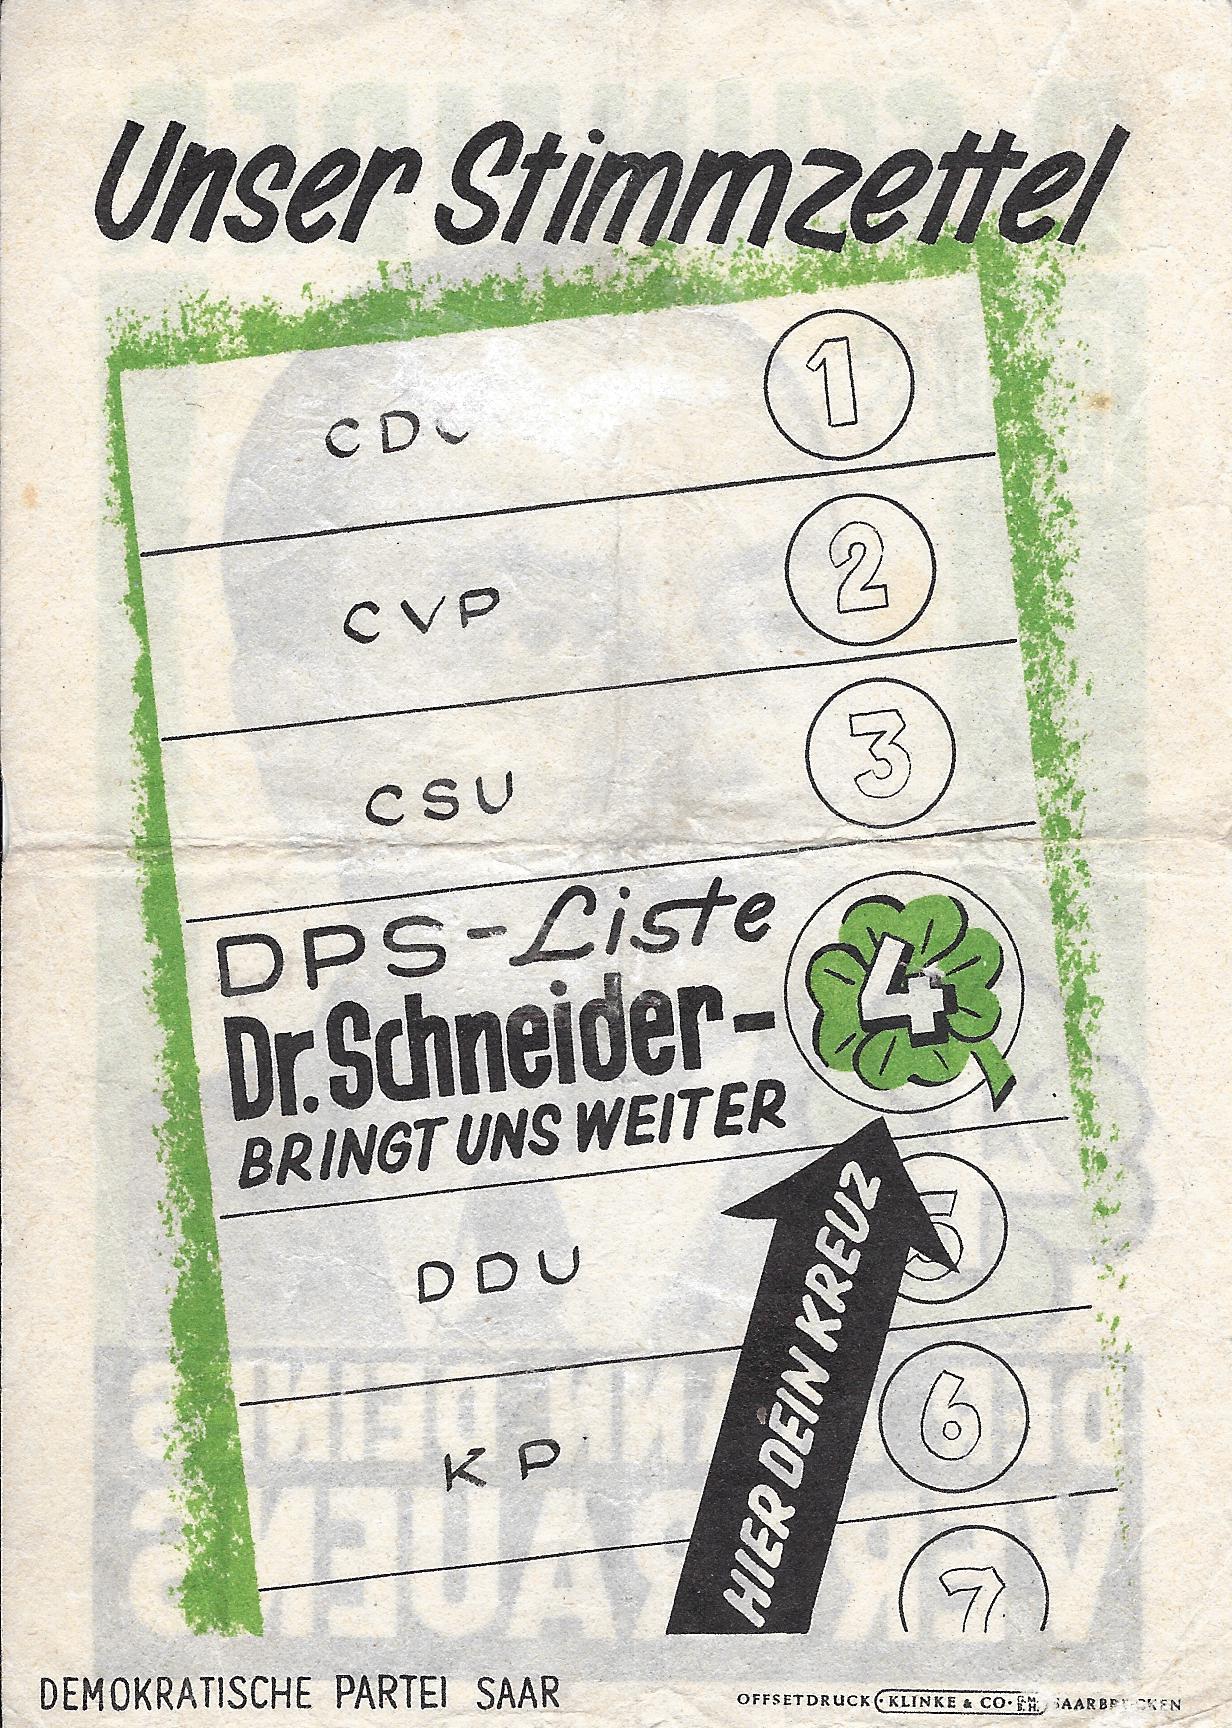 Unser Stimmzettel
CDU 1
CVP 2
CSU 3
DPS-Liste 4
Dr. Schneider-
BRINGT UNS WEITER
DDU 5
KP 6
7
HIER DEIN KREUZ
DEMOKRATISCHE PARTEI SAAR
OFFSETDRUCK · KLINKE & CO · G.M.B.H. SAARBRÜCKEN